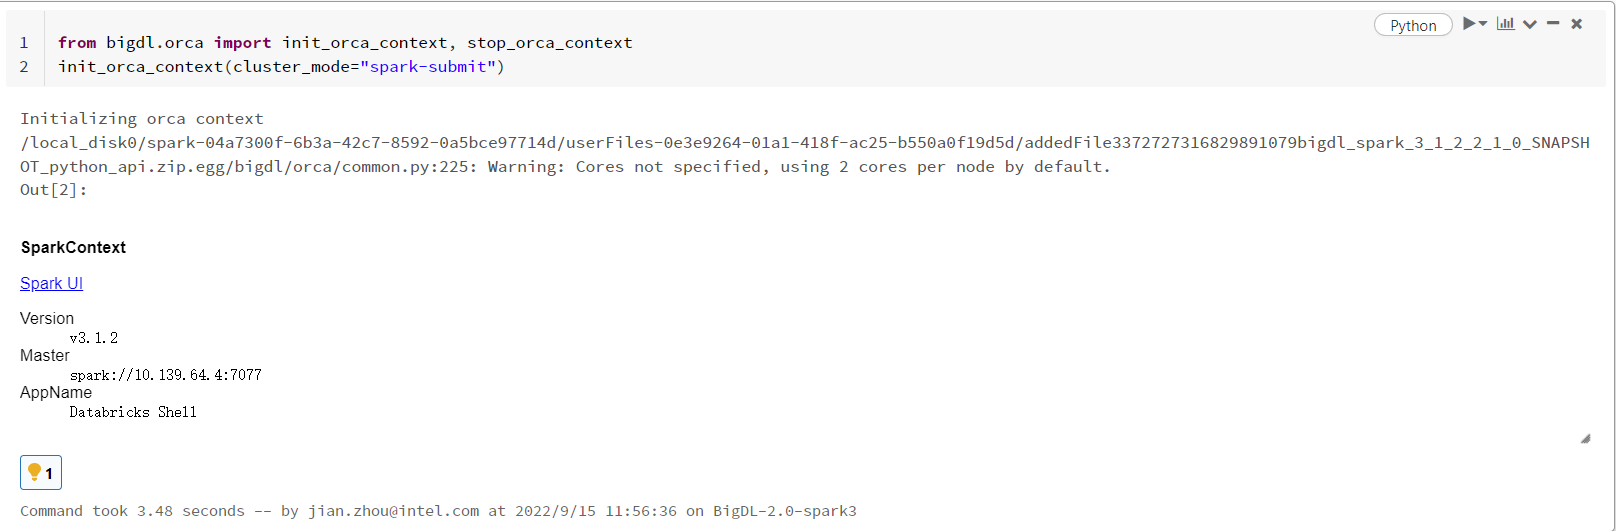 Python
1 from bigdl.orca import init_orca_context, stop_orca_context
2 init_orca_context(cluster_mode="spark-submit")
Initializing orca context
/local_disk0/spark-04a7300f-6b3a-42c7-8592-0a5bce97714d/userFiles-0e3e9264-01a1-418f-ac25-b550a0f19d5d/addedFile3372727316829891079bigdl_spark_3_1_2_2_1_0_SNAPSH
OT_python_api.zip.egg/bigdl/orca/common.py:225: Warning: Cores not specified, using 2 cores per node by default.
Out[2]:
SparkContext
Spark UI
Version
v3.1.2
Master
spark://10.139.64.4:7077
AppName
Databricks Shell
1
Command took 3.48 seconds -- by jian.zhou@intel.com at 2022/9/15 11:56:36 on BigDL-2.0-spark3